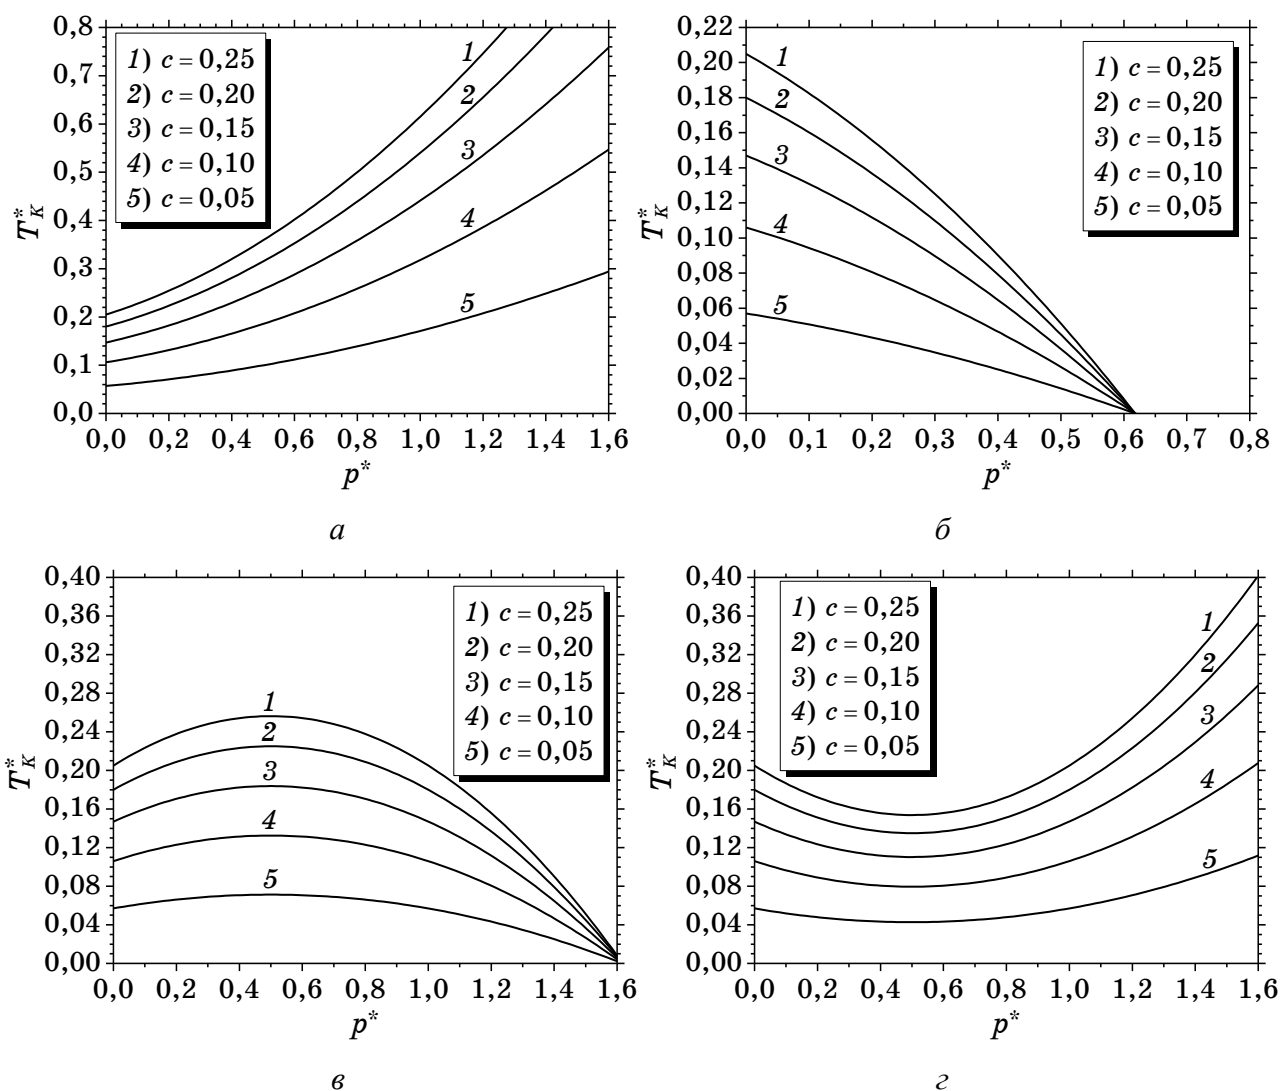 0,8
0,7
0,6
0,5
0,4
0,3
0,2
0,1
0,0
T*K
1) c = 0,25
2) c = 0,20
3) c = 0,15
4) c = 0,10
5) c = 0,05
1
2
3
4
5
0,0 0,2 0,4 0,6 0,8 1,0 1,2 1,4 1,6
p*
а
0,22
0,20
0,18
0,16
0,14
0,12
0,10
0,08
0,06
0,04
0,02
0,00
T*K
1) c = 0,25
2) c = 0,20
3) c = 0,15
4) c = 0,10
5) c = 0,05
1
2
3
4
5
0,0 0,1 0,2 0,3 0,4 0,5 0,6 0,7 0,8
p*
б
0,40
0,36
0,32
0,28
0,24
0,20
0,16
0,12
0,08
0,04
0,00
T*K
1) c = 0,25
2) c = 0,20
3) c = 0,15
4) c = 0,10
5) c = 0,05
1
2
3
4
5
0,0 0,2 0,4 0,6 0,8 1,0 1,2 1,4 1,6
p*
в
0,40
0,36
0,32
0,28
0,24
0,20
0,16
0,12
0,08
0,04
0,00
T*K
1) c = 0,25
2) c = 0,20
3) c = 0,15
4) c = 0,10
5) c = 0,05
1
2
3
4
5
0,0 0,2 0,4 0,6 0,8 1,0 1,2 1,4 1,6
p*
г